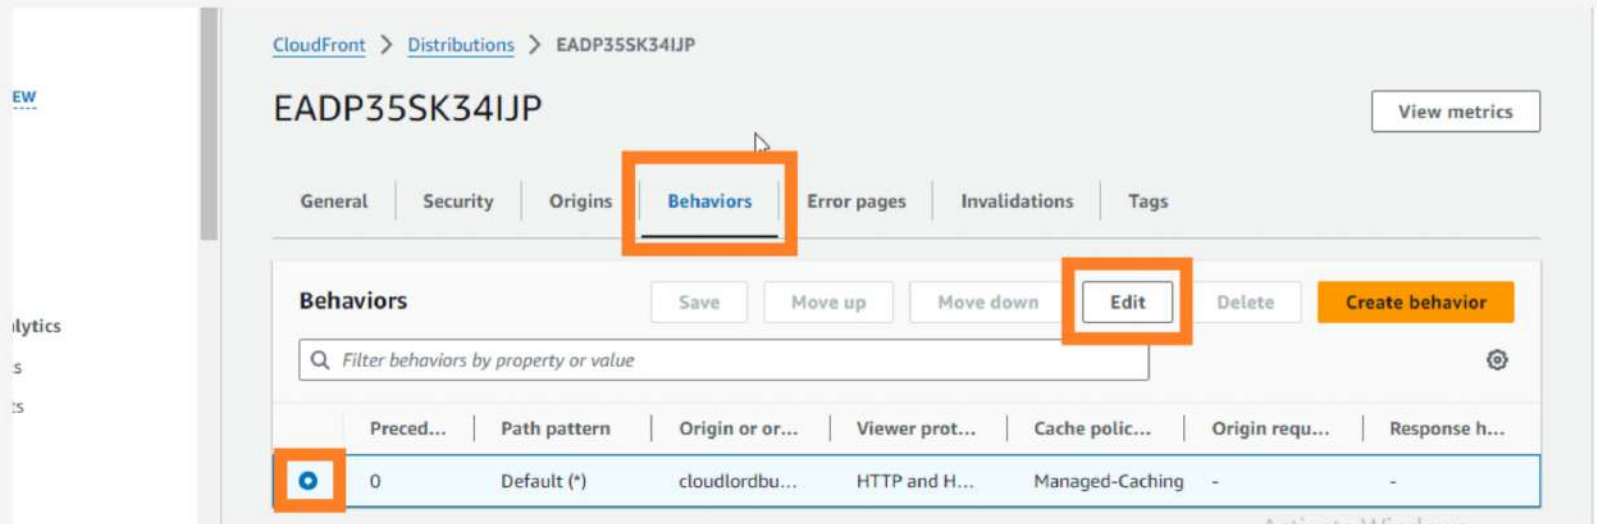 CloudFront > Distributions > EADP35SK34IJP
EW
EADP35SK34IJP
View metrics
General Security Origins Behaviors Error pages Invalidations Tags
Behaviors Save Move up Move down Edit Delete Create behavior
lytics
Filter behaviors by property or value
s
Preced... Path pattern Origin or or... Viewer prot... Cache polic... Origin requ... Response h...
0 Default (*) cloudlordbu... HTTP and H... Managed-Caching - -